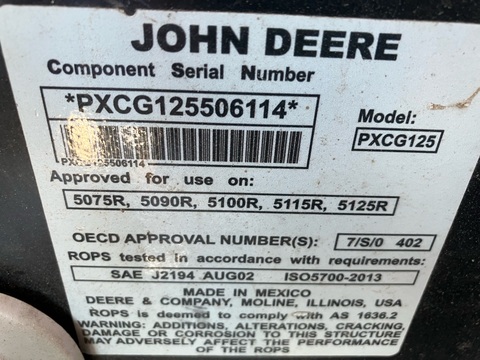 JOHN DEERE
Component Serial Number
*PXCG125506114*
Model:
PXCG125
506114
Approved for use on:
5075R, 5090R, 5100R, 5115R, 5125R
OECD APPROVAL NUMBER(S): 7/S/0 402
ROPS tested in accordance with requirements:
SAE J2194 AUG02 ISO5700-2013
MADE IN MEXICO
DEERE & COMPANY, MOLINE, ILLINOIS, USA
ROPS is deemed to comply with AS 1636.2
WARNING: ADDITIONS, ALTERATIONS, CRACKING,
DAMAGE OR CORROSION TO THIS STRUCTURE
MAY ADVERSELY AFFECT THE PERFORMANCE
OF THE ROPS